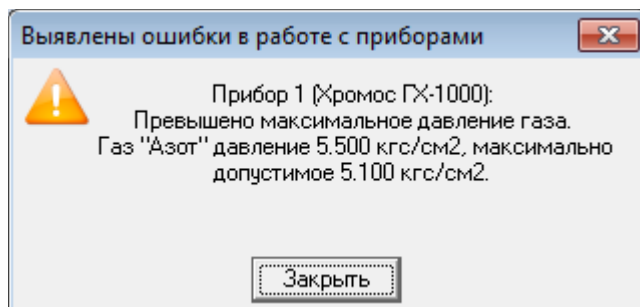 Выявлены ошибки в работе с приборами
Прибор 1 (Хромос ГХ-1000):
Превышено максимальное давление газа.
Газ "Азот" давление 5.500 кгс/см2, максимально
допустимое 5.100 кгс/см2.
Закрыть